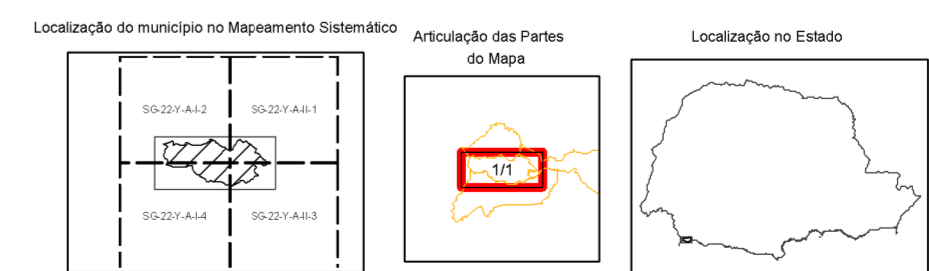 Localização do município no Mapeamento Sistemático
SG-22-Y-A-I-2
SG-22-Y-A-II-1
SG-22-Y-A-I-4
SG-22-Y-A-II-3
Articulação das Partes
do Mapa
1/1
Localização no Estado